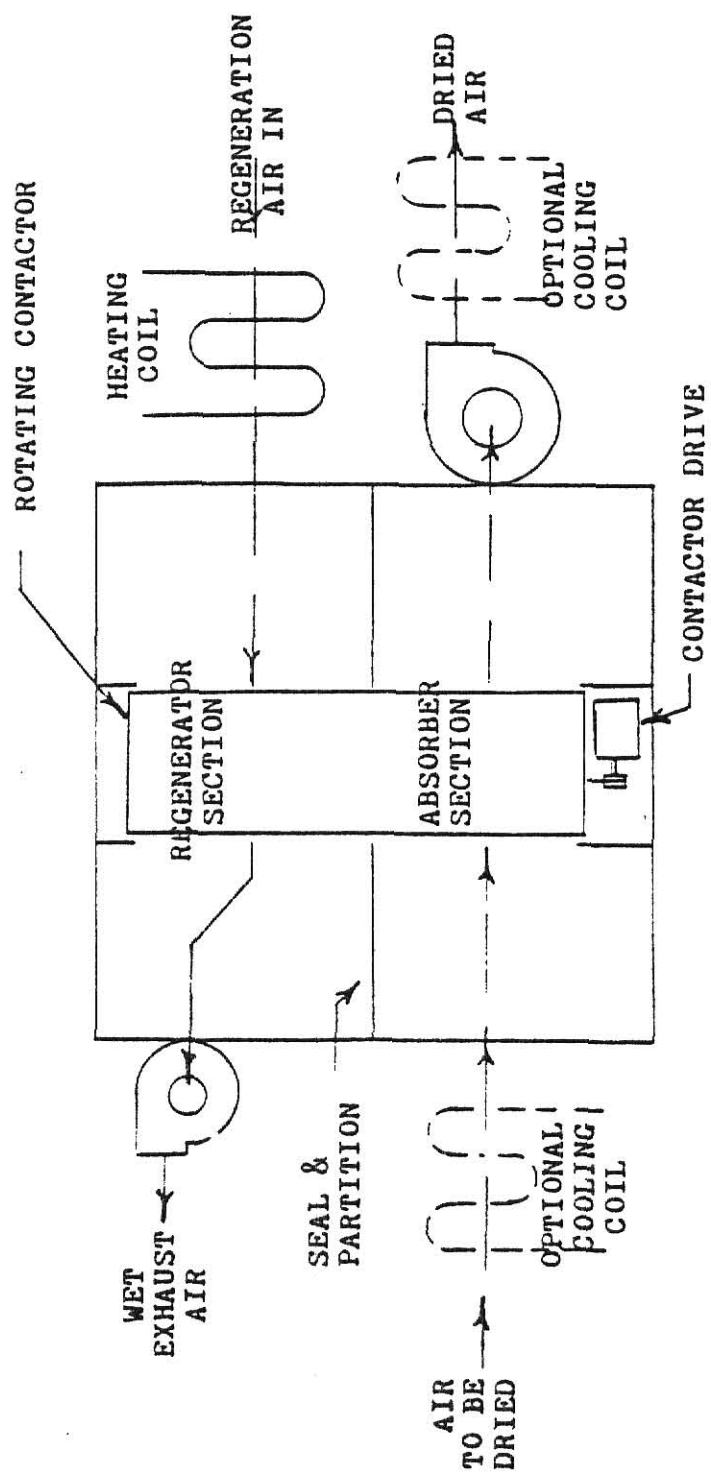 ROTATING CONTACTOR
HEATING
COIL
REGENERATION
AIR IN
WET
EXHAUST
AIR
REGENERATOR
SECTION
SEAL &
PARTITION
ABSORBER
SECTION
DRIED
AIR
OPTIONAL
COOLING
COIL
AIR
TO BE
DRIED
OPTIONAL
COOLING
COIL
CONTACTOR DRIVE